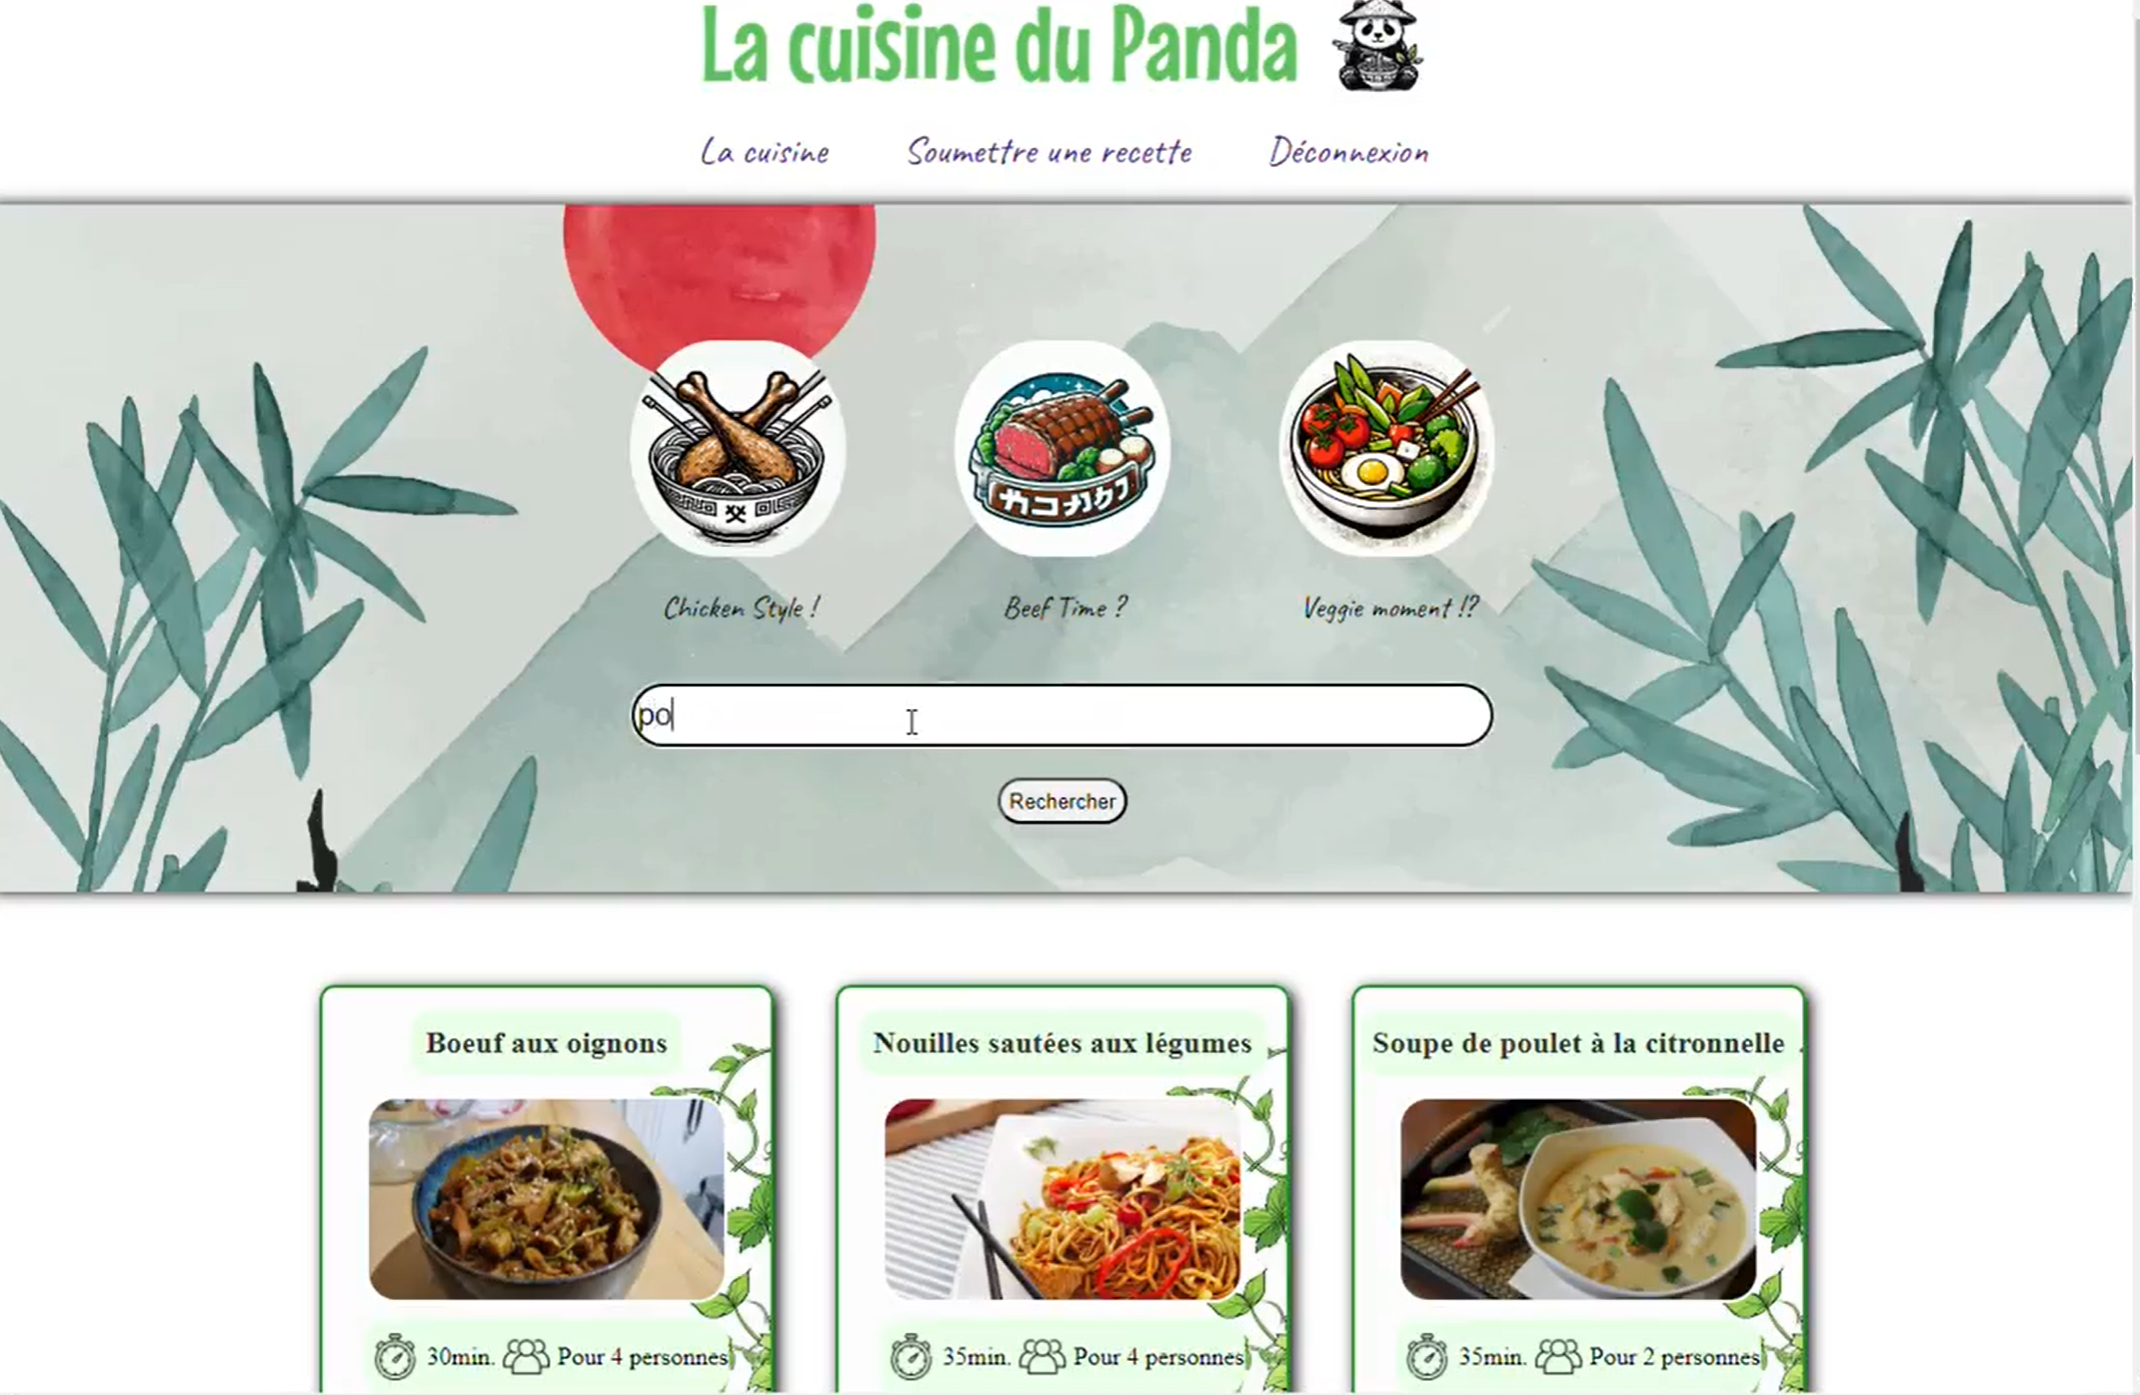 La cuisine du Panda
La cuisine Soumettre une recette Déconnexion
Chicken Style ! Beef Time ? Veggie moment !?
po
Rechercher
Boeuf aux oignons
Nouilles sautées aux légumes
Soupe de poulet à la citronnelle
30min. Pour 4 personnes
35min. Pour 4 personnes
35min. Pour 2 personnes